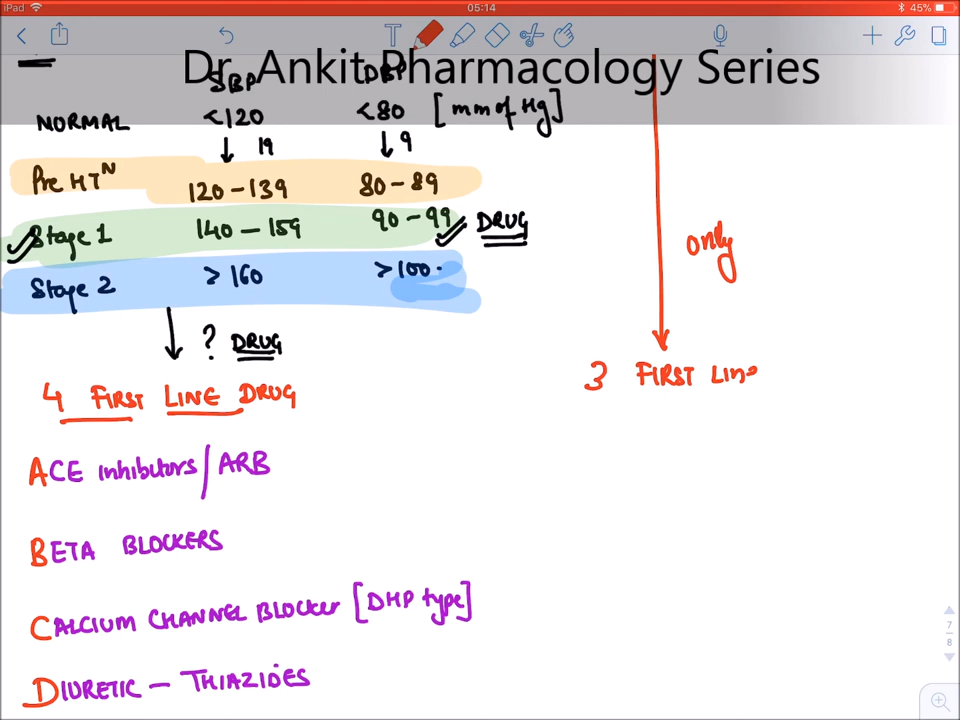 iPad 05:14 45%
T
Dr. Ankit Pharmacology Series
SBP DBP
NORMAL <120 <80 [mm of Hg]
↓ 19 ↓ 9
Pre HTN 120-139 80-89
Stage 1 140-159 90-99 DRUG
Stage 2 >160 >100
only
? DRUG
4 FIRST LINE DRUG
3 FIRST LINE
ACE inhibitors/ARB
BETA BLOCKERS
CALCIUM CHANNEL BLOCKER [DHP type]
DIURETIC - THIAZIDES
7
8